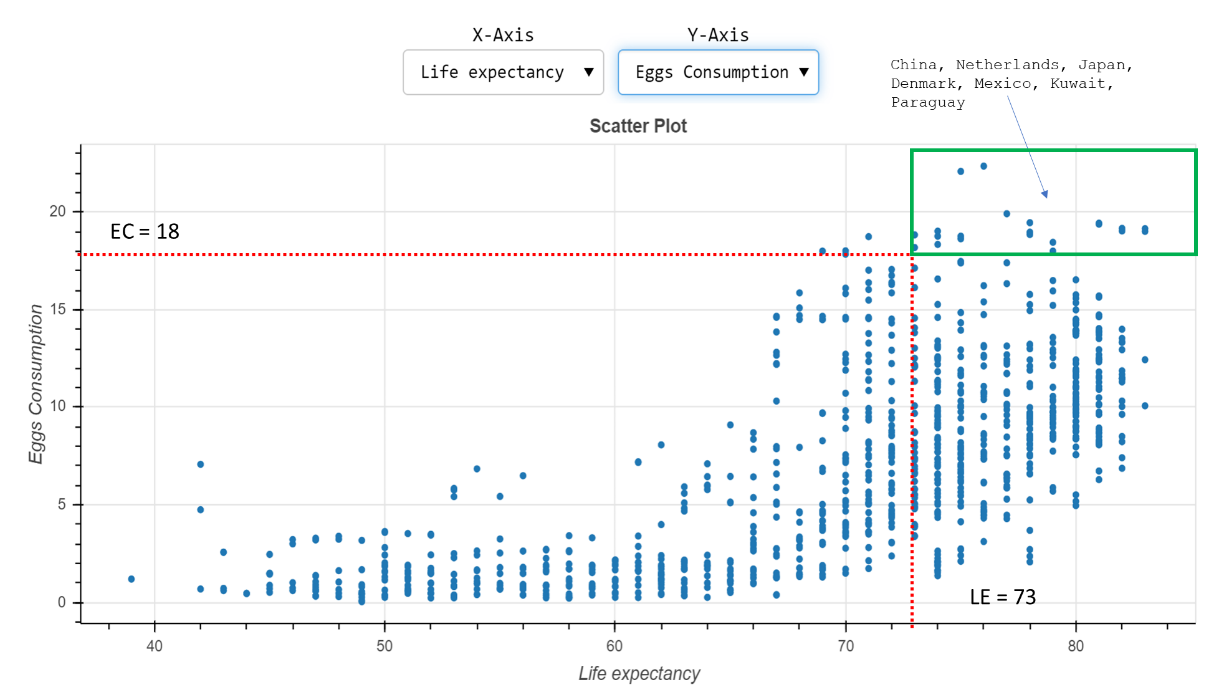 X-Axis
Y-Axis
Life expectancy ▼
Eggs Consumption ▼
China, Netherlands, Japan,
Denmark, Mexico, Kuwait,
Paraguay
Scatter Plot
EC = 18
20
15
10
5
0
Eggs Consumption
LE = 73
40
50
60
70
80
Life expectancy